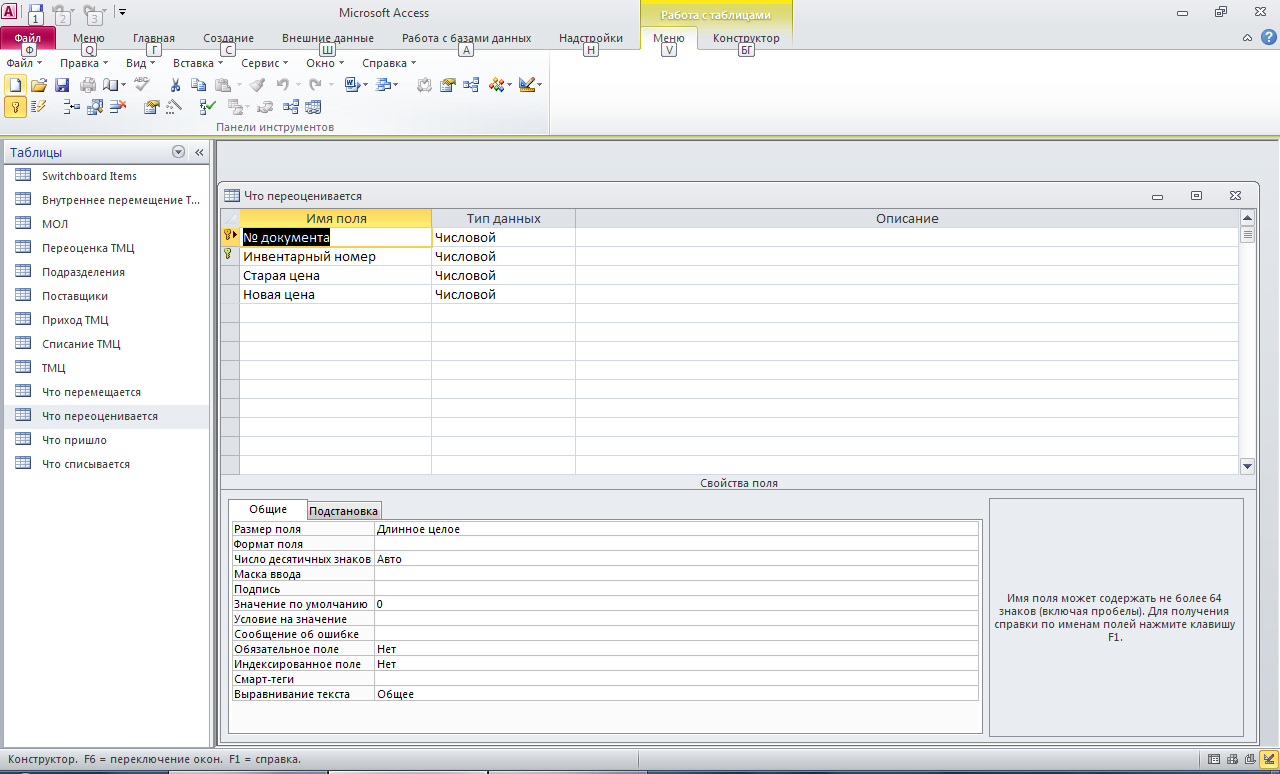 Microsoft Access
Работа с таблицами
1 2 3
Файл Меню Главная Создание Внешние данные Работа с базами данных Надстройки Меню Конструктор
Ф Q Г С Ш А Н V БГ
Файл Правка Вид Вставка Сервис Окно Справка
Панели инструментов
Таблицы
Switchboard Items
Внутреннее перемещение Т...
МОЛ
Переоценка ТМЦ
Подразделения
Поставщики
Приход ТМЦ
Списание ТМЦ
ТМЦ
Что перемещается
Что переоценивается
Что пришло
Что списывается
Что переоценивается
Имя поля Тип данных Описание
№ документа Числовой
Инвентарный номер Числовой
Старая цена Числовой
Новая цена Числовой
Свойства поля
Общие Подстановка
Размер поля Длинное целое
Формат поля
Число десятичных знаков Авто
Маска ввода
Подпись
Значение по умолчанию 0
Условие на значение
Сообщение об ошибке
Обязательное поле Нет
Индексированное поле Нет
Смарт-теги
Выравнивание текста Общее
Имя поля может содержать не более 64
знаков (включая пробелы). Для получения
справки по именам полей нажмите клавишу
F1.
Конструктор. F6 = переключение окон. F1 = справка.